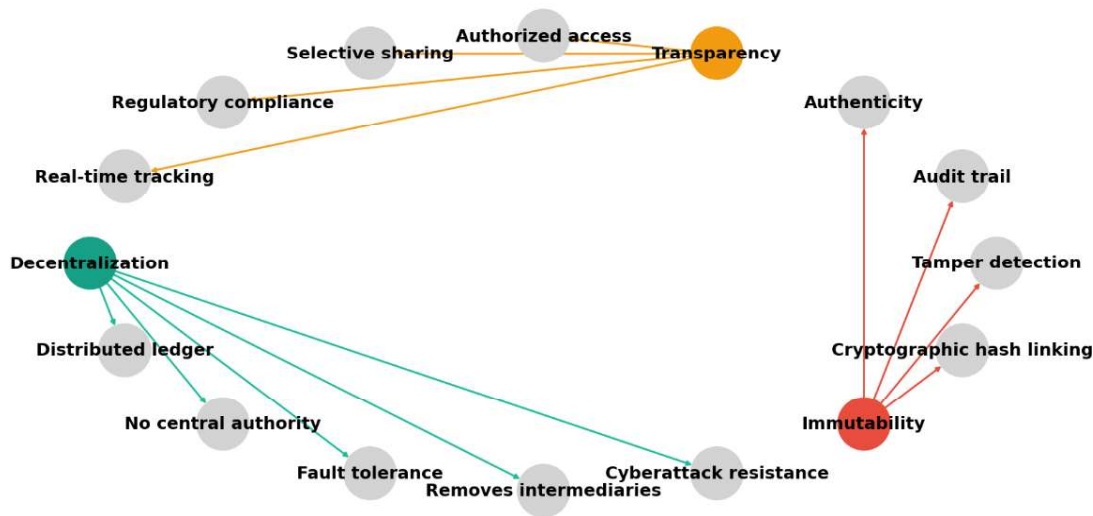 Authorized access
Selective sharing
Transparency
Regulatory compliance
Authenticity
Real-time tracking
Audit trail
Decentralization
Tamper detection
Distributed ledger
Cryptographic hash linking
No central authority
Immutability
Fault tolerance
Cyberattack resistance
Removes intermediaries